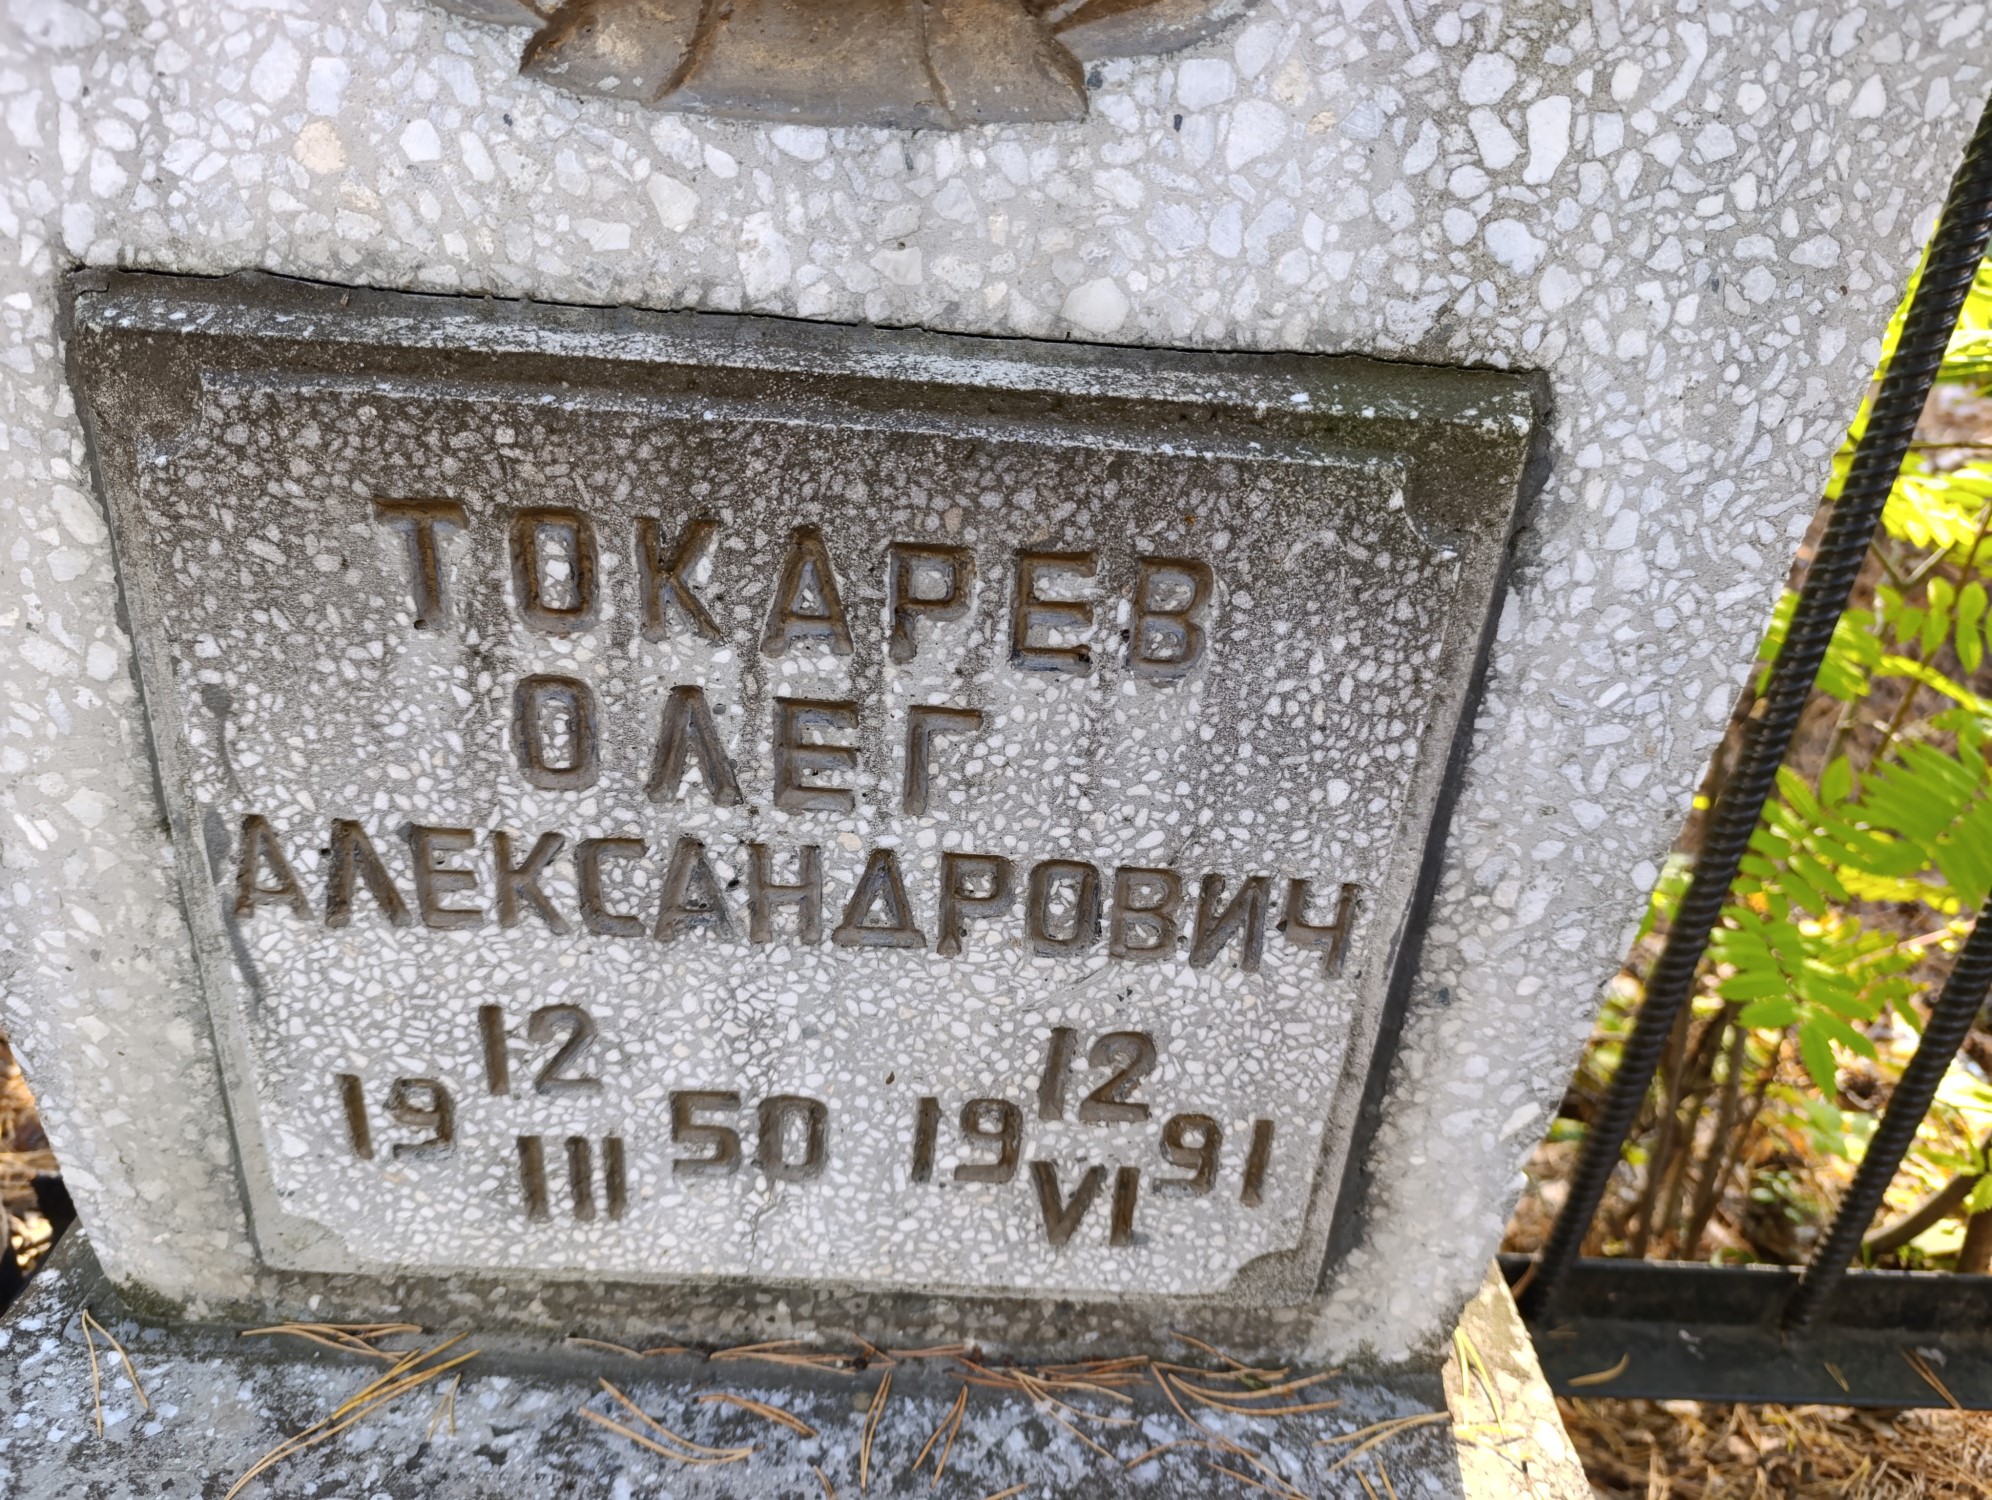 ТОКАРЕВ
ОЛЕГ
АЛЕКСАНДРОВИЧ
19 12 III 50 19 12 VI 91